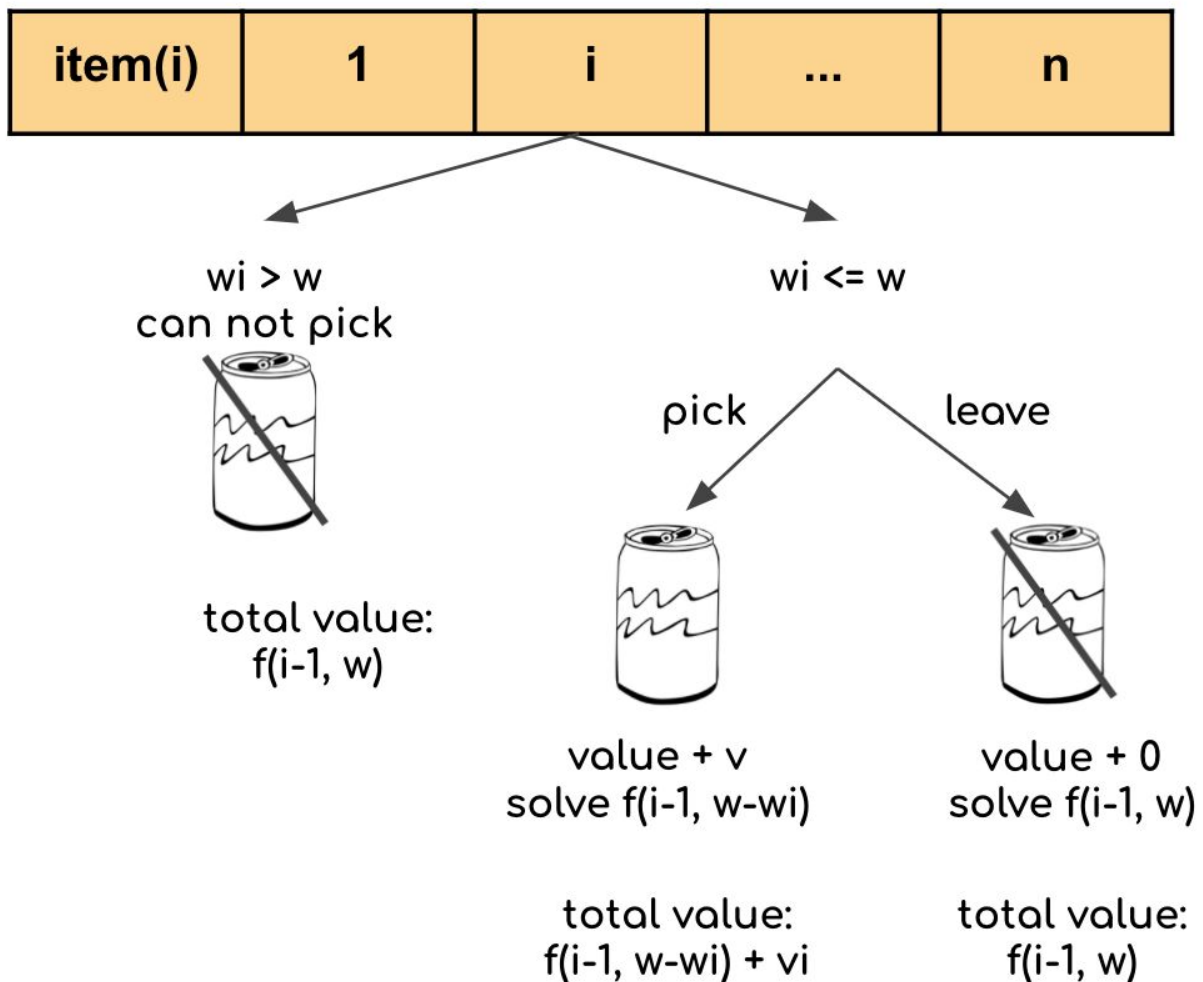 item(i) 1 i ... n
wi > w
can not pick
wi <= w
pick
leave
total value:
f(i-1, w)
value + v
solve f(i-1, w-wi)
value + 0
solve f(i-1, w)
total value:
f(i-1, w-wi) + vi
total value:
f(i-1, w)